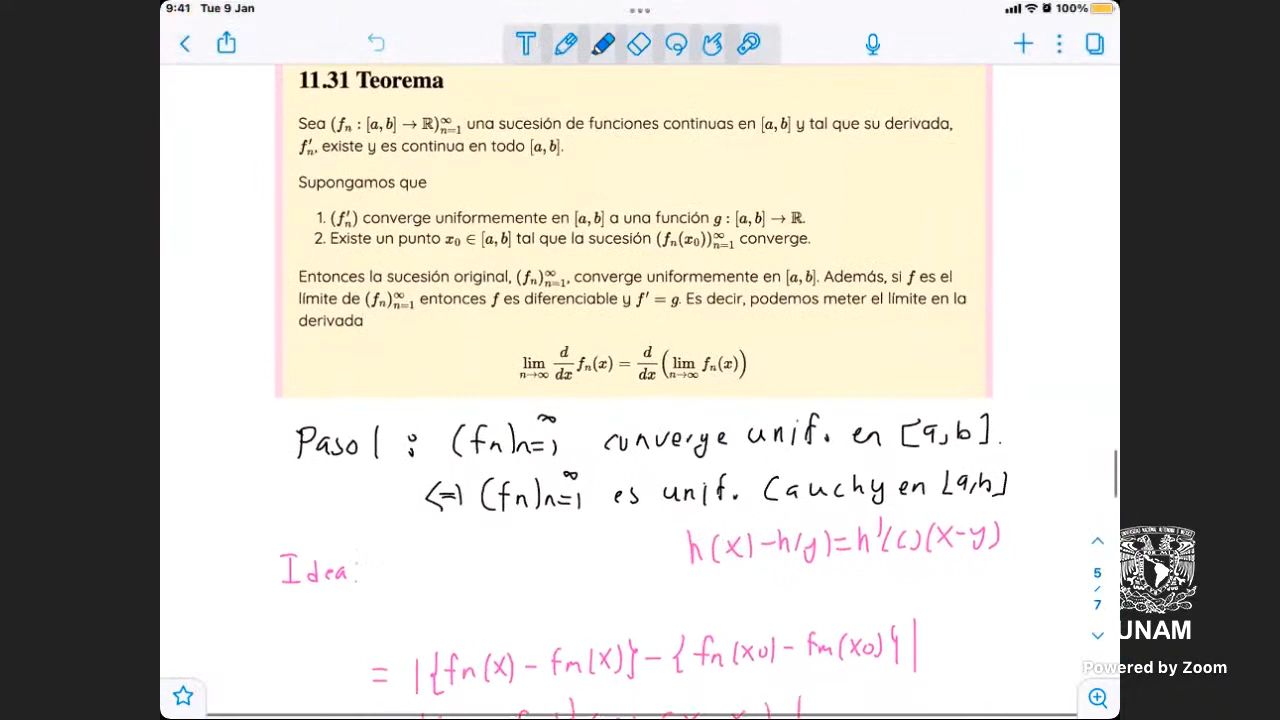 9:41 Tue 9 Jan
100%
11.31 Teorema
Sea (fₙ : [a, b] → ℝ)ₙ₌₁^∞ una sucesión de funciones continuas en [a, b] y tal que su derivada,
f′ₙ, existe y es continua en todo [a, b].
Supongamos que
1. (f′ₙ) converge uniformemente en [a, b] a una función g : [a, b] → ℝ.
2. Existe un punto x₀ ∈ [a, b] tal que la sucesión (fₙ(x₀))ₙ₌₁^∞ converge.
Entonces la sucesión original, (fₙ)ₙ₌₁^∞, converge uniformemente en [a, b]. Además, si f es el
límite de (fₙ)ₙ₌₁^∞ entonces f es diferenciable y f′ = g. Es decir, podemos meter el límite en la
derivada
lim n→∞ d/dx fₙ(x) = d/dx (lim n→∞ fₙ(x))
Paso 1 : (fn)n=1^∞ converge unif. en [a,b].
⟺ (fn)n=1^∞ es unif. Cauchy en [a,b]
h(x)-h(y)=h'(c)(x-y)
Idea:
= |{fn(x) - fm(x)} - {fn(x0) - fm(x0)}|
5
7
UNAM
Powered by Zoom